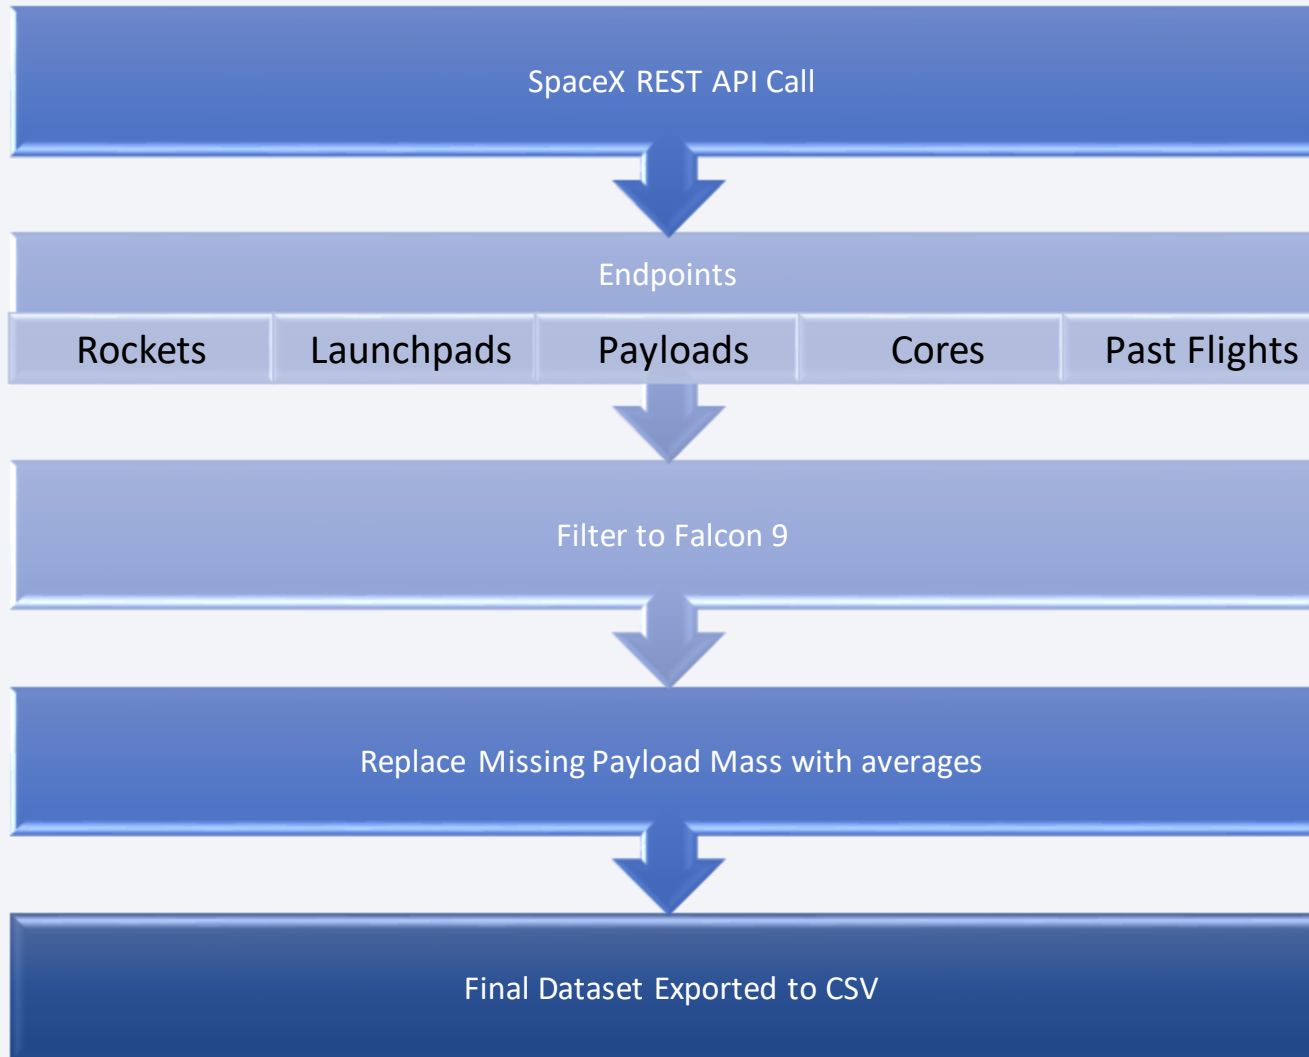 SpaceX REST API Call
Endpoints
Rockets Launchpads Payloads Cores Past Flights
Filter to Falcon 9
Replace Missing Payload Mass with averages
Final Dataset Exported to CSV